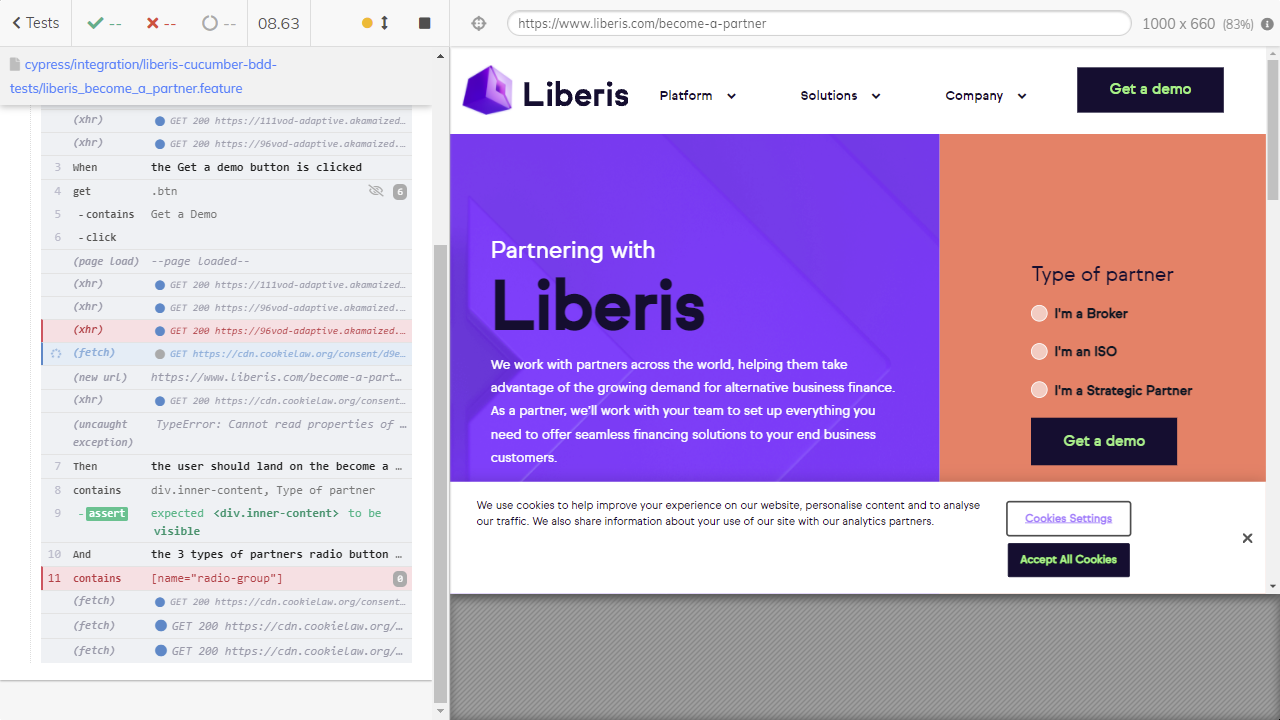 Tests
--
--
--
08.63
https://www.liberis.com/become-a-partner
1000 x 660 (83%)
cypress/integration/liberis-cucumber-bdd-
tests/liberis_become_a_partner.feature
(xhr) GET 200 https://111vod-adaptive.akamaized...
(xhr) GET 200 https://96vod-adaptive.akamaized....
3 When the Get a demo button is clicked
4 get .btn 6
5 -contains Get a Demo
6 -click
(page load) --page loaded--
(xhr) GET 200 https://111vod-adaptive.akamaized...
(xhr) GET 200 https://96vod-adaptive.akamaized....
(xhr) GET 200 https://96vod-adaptive.akamaized....
(fetch) GET https://cdn.cookielaw.org/consent/d9e...
(new url) https://www.liberis.com/become-a-part...
(xhr) GET 200 https://cdn.cookielaw.org/consent...
(uncaught exception) TypeError: Cannot read properties of ...
7 Then the user should land on the become a ...
8 contains div.inner-content, Type of partner
9 -assert expected <div.inner-content> to be
visible
10 And the 3 types of partners radio button ...
11 contains [name="radio-group"] 0
(fetch) GET 200 https://cdn.cookielaw.org/consent...
(fetch) GET 200 https://cdn.cookielaw.org/...
(fetch) GET 200 https://cdn.cookielaw.org/...
Liberis
Platform
Solutions
Company
Get a demo
Partnering with
Liberis
We work with partners across the world, helping them take
advantage of the growing demand for alternative business finance.
As a partner, we'll work with your team to set up everything you
need to offer seamless financing solutions to your end business
customers.
Type of partner
I'm a Broker
I'm an ISO
I'm a Strategic Partner
Get a demo
We use cookies to help improve your experience on our website, personalise content and to analyse
our traffic. We also share information about your use of our site with our analytics partners.
Cookies Settings
Accept All Cookies